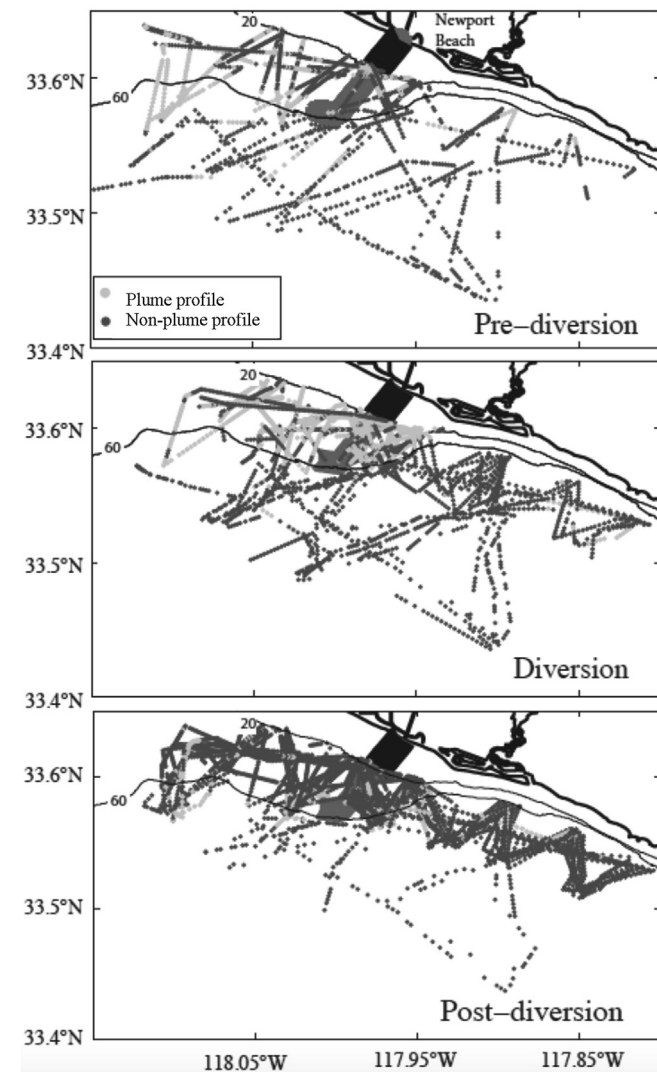 20
Newport
Beach
33.6°N
60
33.5°N
Plume profile
Non-plume profile
Pre–diversion
33.4°N
20
33.6°N
60
33.5°N
Diversion
33.4°N
20
33.6°N
60
33.5°N
Post–diversion
33.4°N
118.05°W 117.95°W 117.85°W